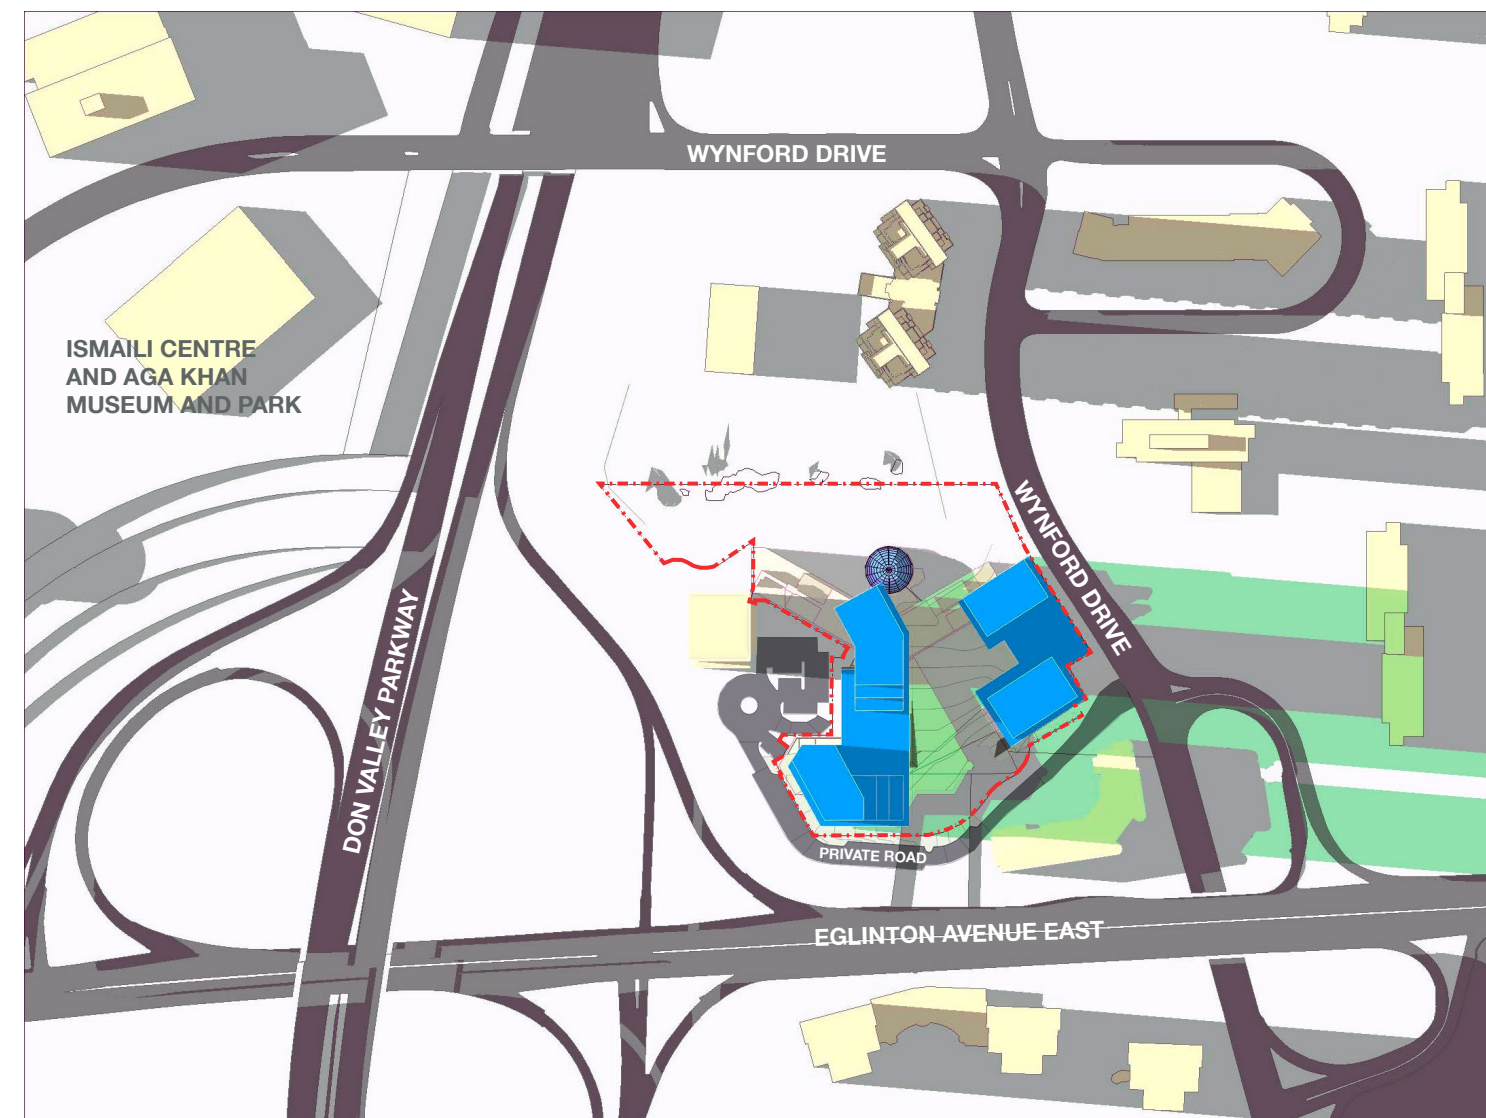 WYNFORD DRIVE
ISMAILI CENTRE
AND AGA KHAN
MUSEUM AND PARK
WYNFORD DRIVE
DON VALLEY PARKWAY
PRIVATE ROAD
EGLINTON AVENUE EAST